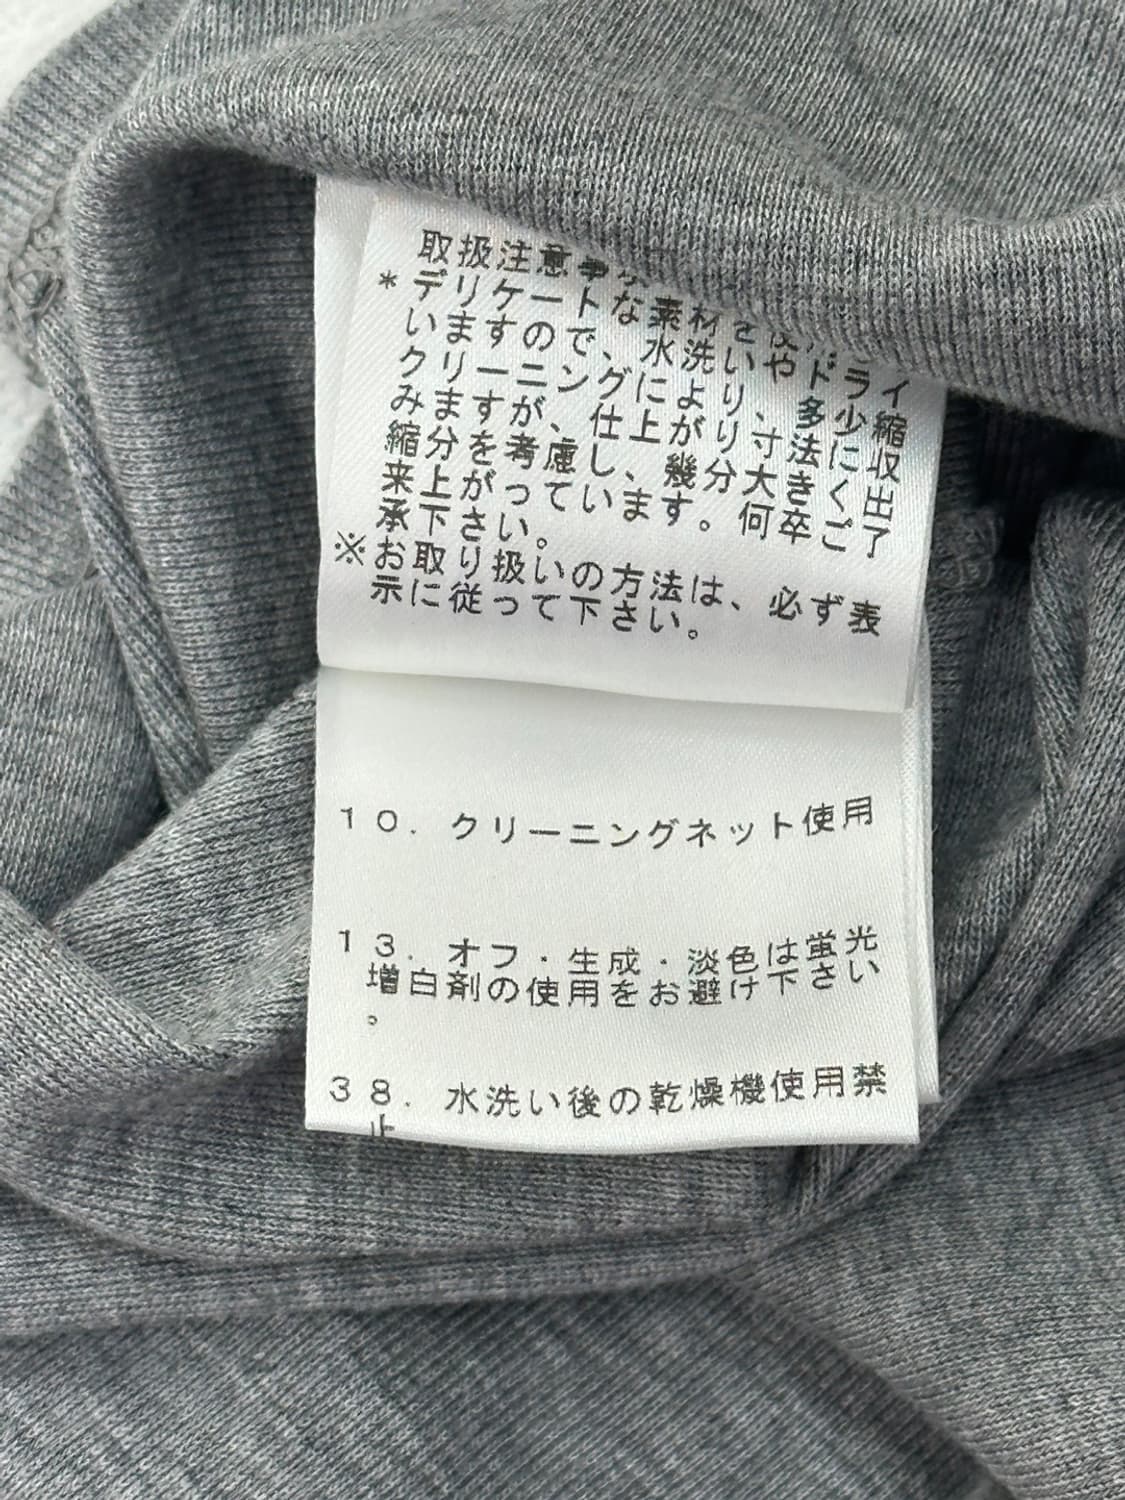 取扱注意事
*デリケートな素材を
いますので、水洗いやドライ
クリーニングにより、多少縮
みますが、仕上がり寸法に収
縮分を考慮し、幾分大きく出
来上がっています。何卒ご了
承下さい。
※お取り扱いの方法は、必ず表
示に従って下さい。
10. クリーニングネット使用
13. オフ・生成・淡色は蛍光
増白剤の使用をお避け下さい
。
38. 水洗い後の乾燥機使用禁
止